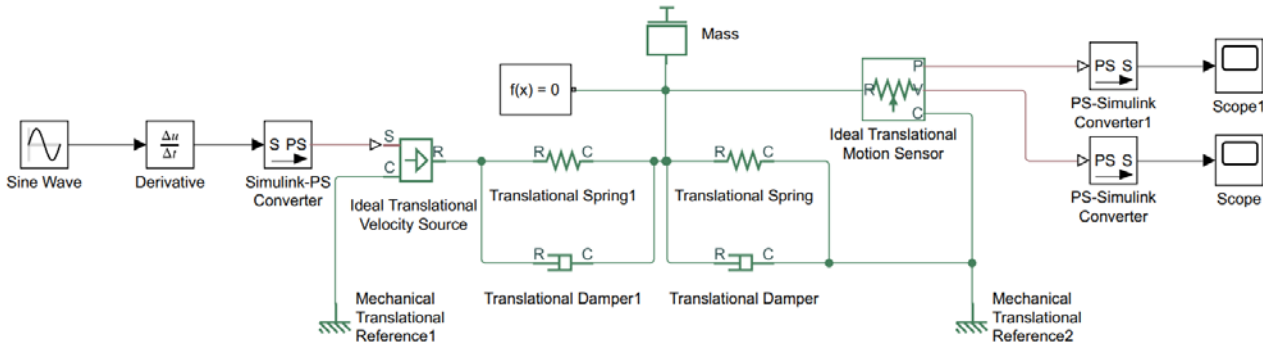 Mass
f(x) = 0
R
P
V
C
PS S
PS-Simulink
Converter1
Scope1
Ideal Translational
Motion Sensor
Sine Wave
Δu
Δt
Derivative
S PS
Simulink-PS
Converter
S
C
R
Ideal Translational
Velocity Source
R C
Translational Spring1
R C
Translational Spring
PS S
PS-Simulink
Converter
Scope
R C
Translational Damper1
R C
Translational Damper
Mechanical
Translational
Reference1
Mechanical
Translational
Reference2